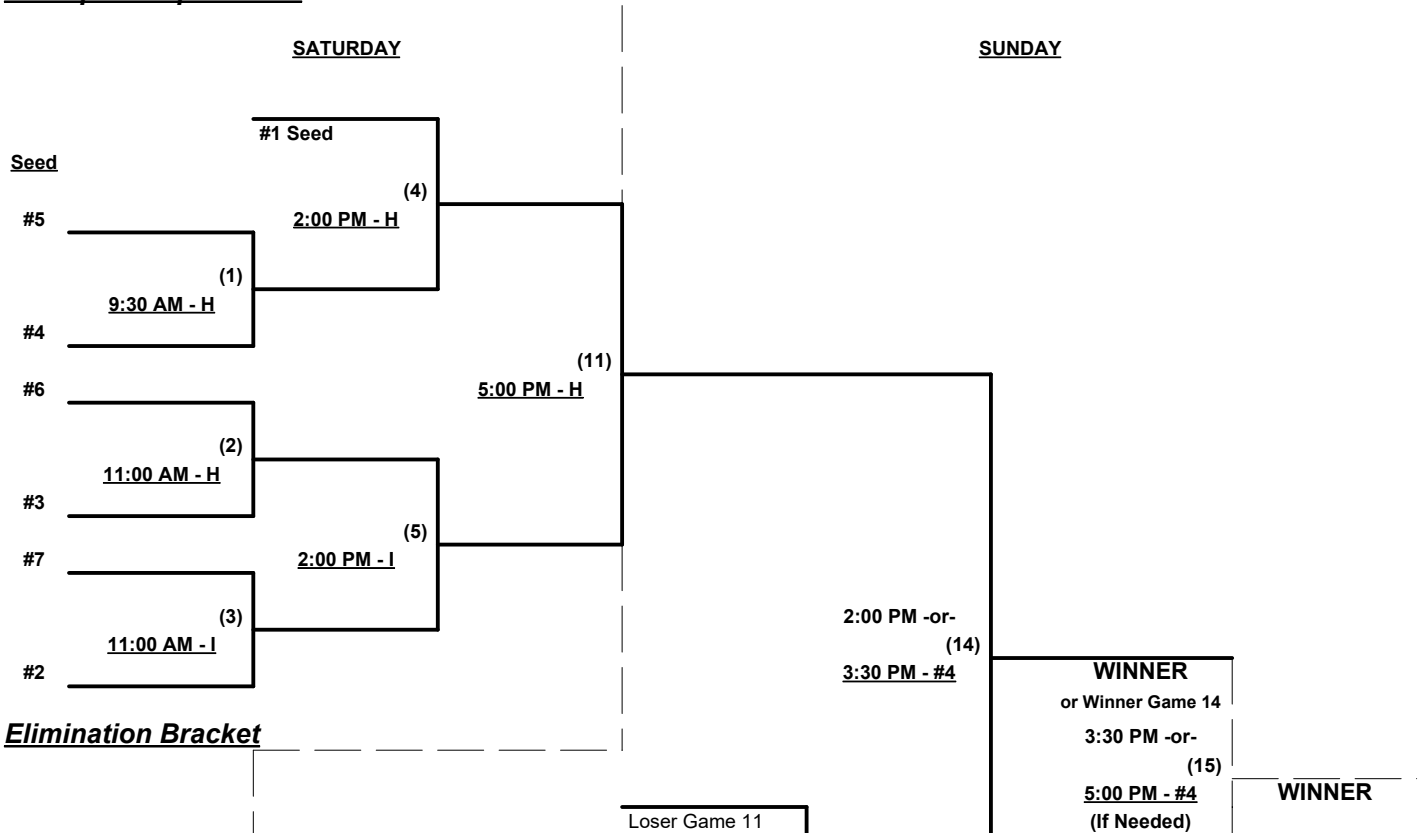 SATURDAY
SUNDAY
#1 Seed
Seed
(4)
#5
2:00 PM - H
(1)
9:30 AM - H
#4
(11)
#6
5:00 PM - H
(2)
11:00 AM - H
#3
(5)
#7
2:00 PM - I
(3)
2:00 PM -or-
11:00 AM - I
(14)
#2
3:30 PM - #4
WINNER
or Winner Game 14
Elimination Bracket
3:30 PM -or-
(15)
5:00 PM - #4
WINNER
Loser Game 11
(If Needed)